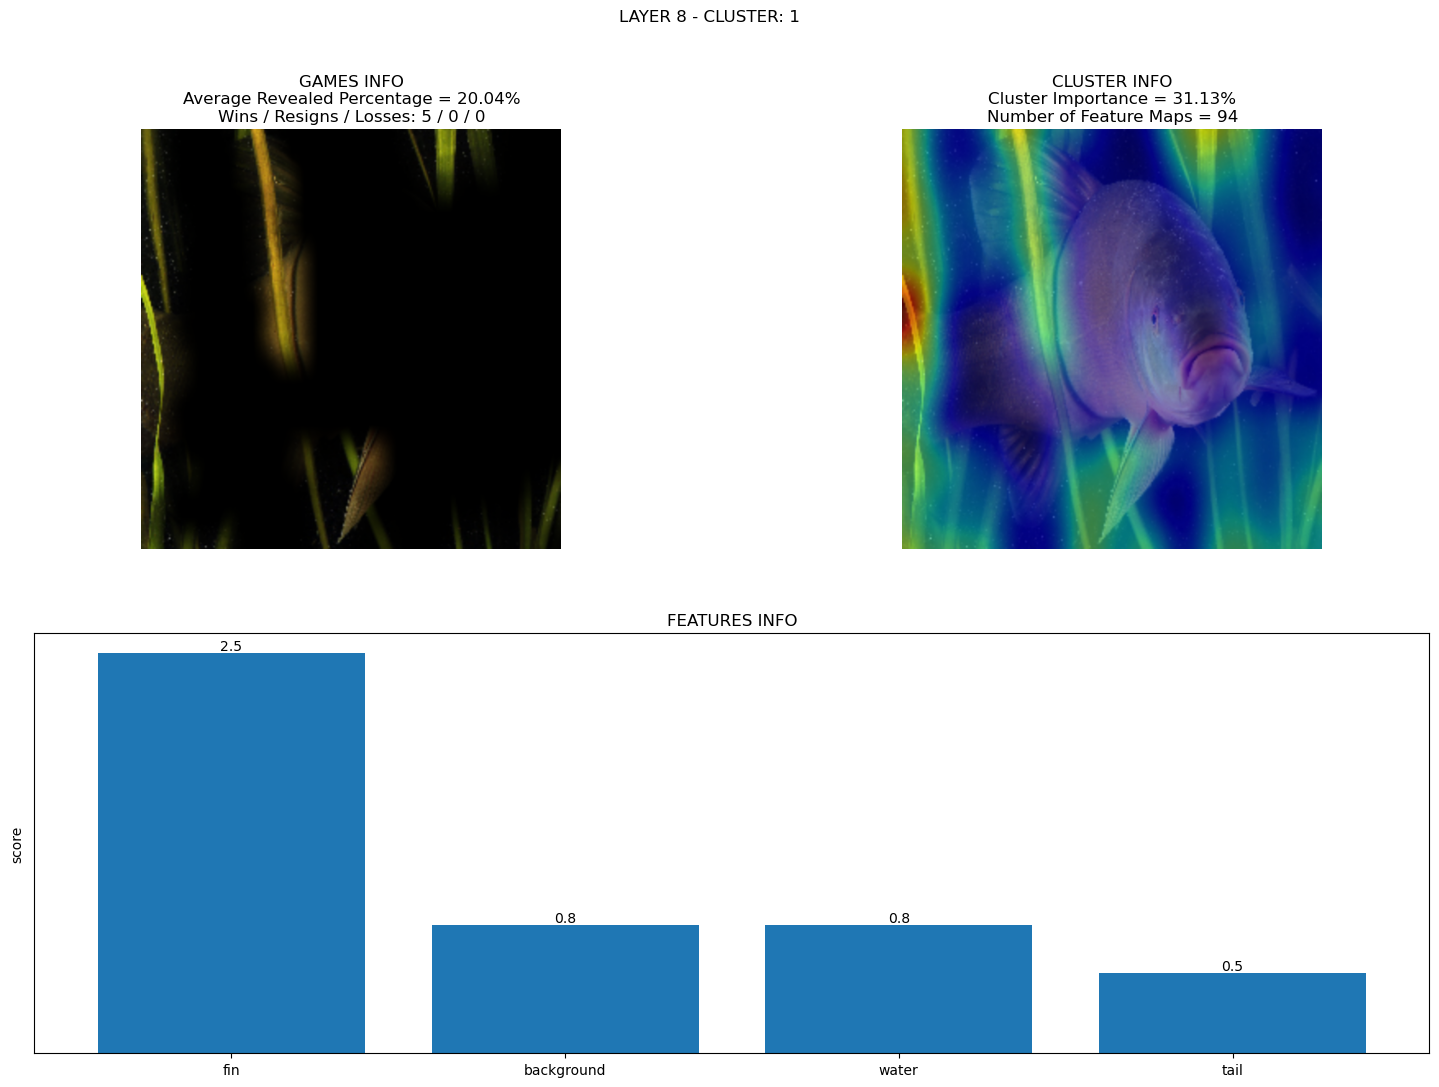 LAYER 8 - CLUSTER: 1
GAMES INFO
Average Revealed Percentage = 20.04%
Wins / Resigns / Losses: 5 / 0 / 0
CLUSTER INFO
Cluster Importance = 31.13%
Number of Feature Maps = 94
FEATURES INFO
score
2.5
0.8
0.8
0.5
fin
background
water
tail